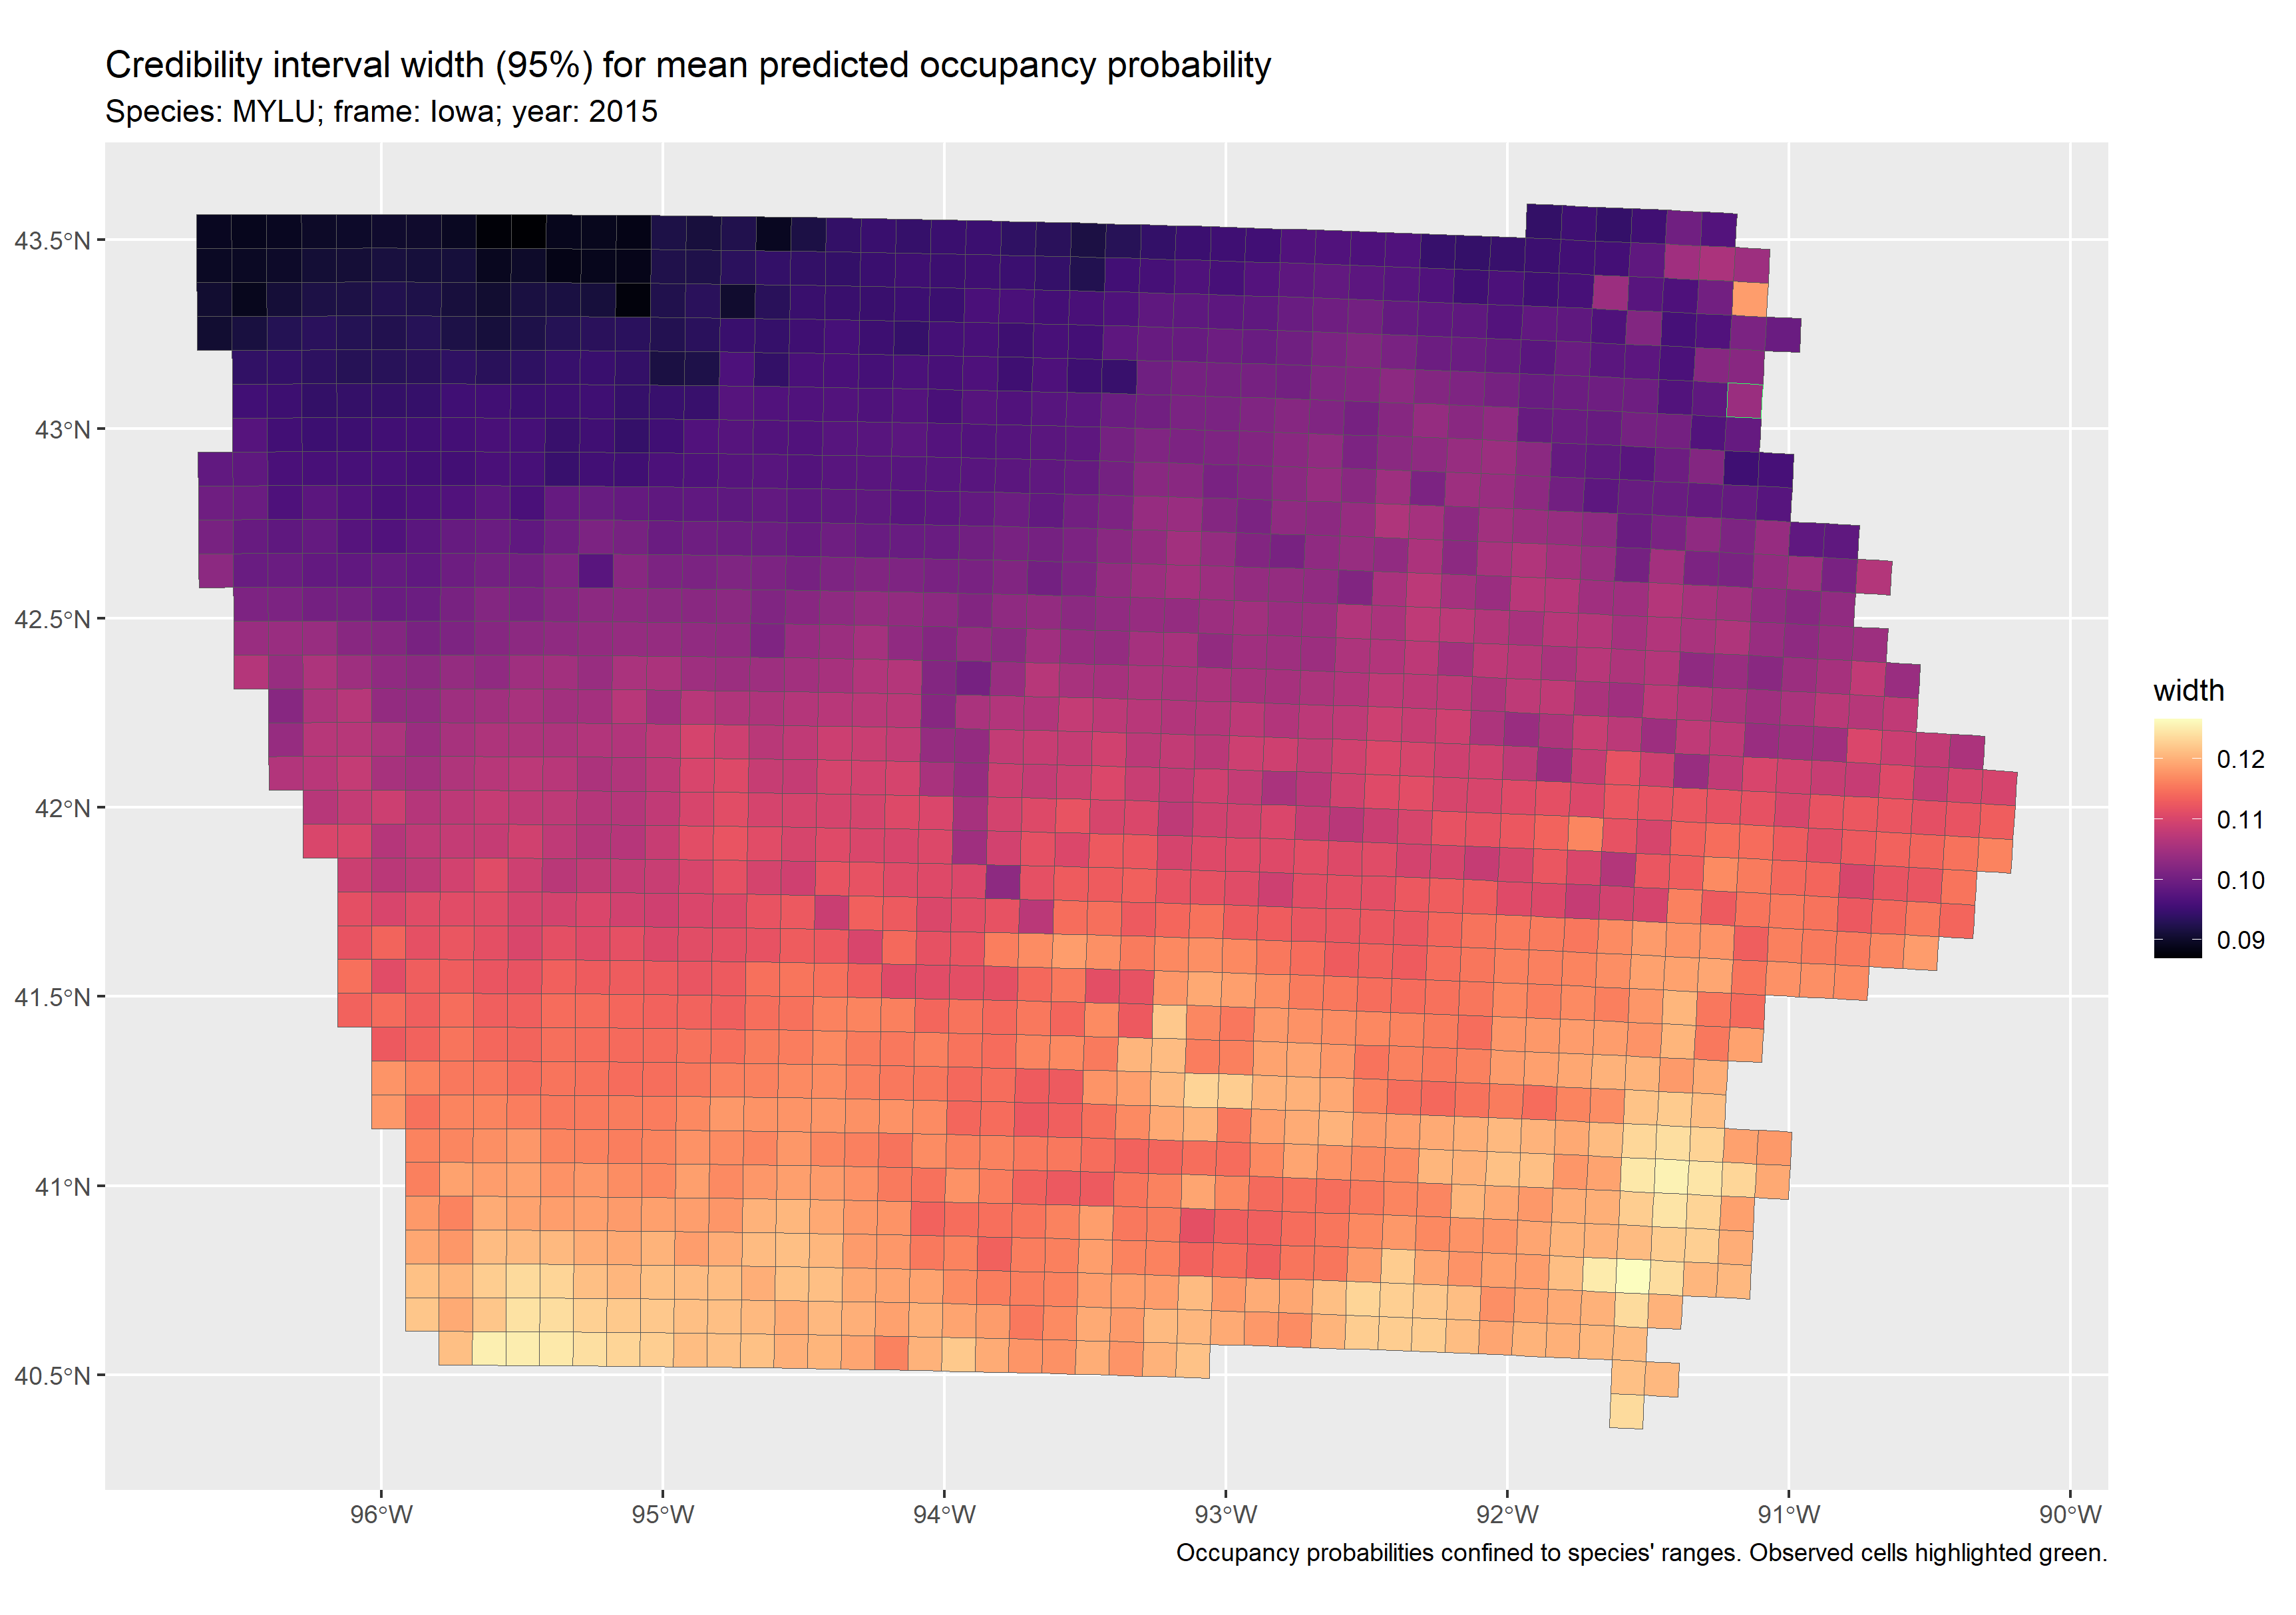 Credibility interval width (95%) for mean predicted occupancy probability
Species: MYLU; frame: Iowa; year: 2015
43.5°N
43°N
42.5°N
42°N
41.5°N
41°N
40.5°N
96°W
95°W
94°W
93°W
92°W
91°W
90°W
width
0.12
0.11
0.10
0.09
Occupancy probabilities confined to species' ranges. Observed cells highlighted green.